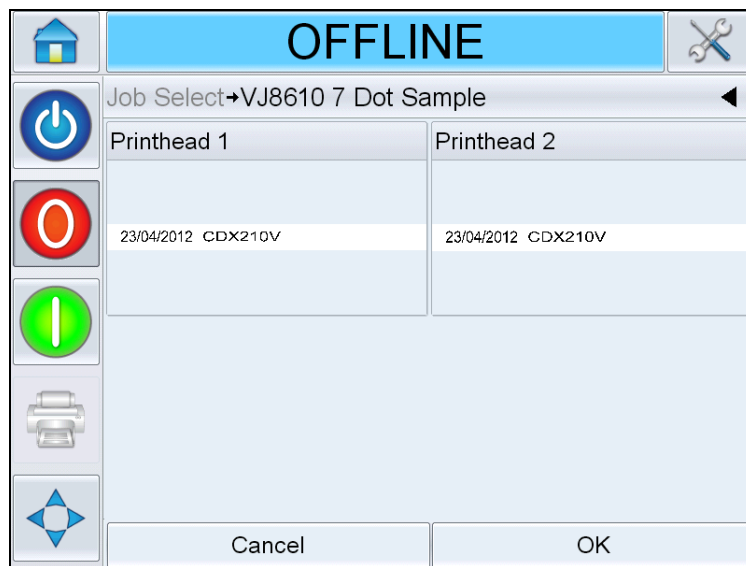 OFFLINE
Job Select→VJ8610 7 Dot Sample
Printhead 1
Printhead 2
23/04/2012 CDX210V
23/04/2012 CDX210V
Cancel
OK